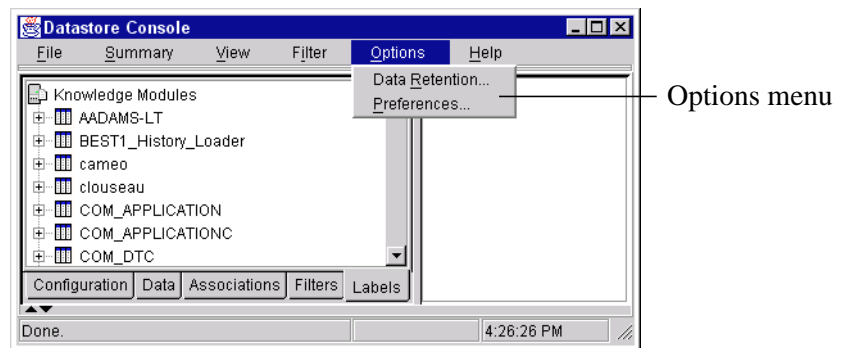 Datastore Console
File Summary View Filter Options Help
Data Retention...
Preferences...
Options menu
Knowledge Modules
AADAMS-LT
BEST1_History_Loader
cameo
clouseau
COM_APPLICATION
COM_APPLICATIONC
COM_DTC
Configuration Data Associations Filters Labels
Done. 4:26:26 PM